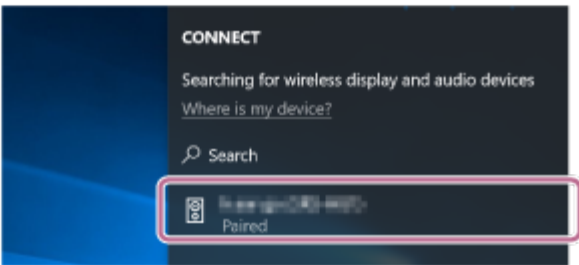 CONNECT
Searching for wireless display and audio devices
Where is my device?
Search
Paired